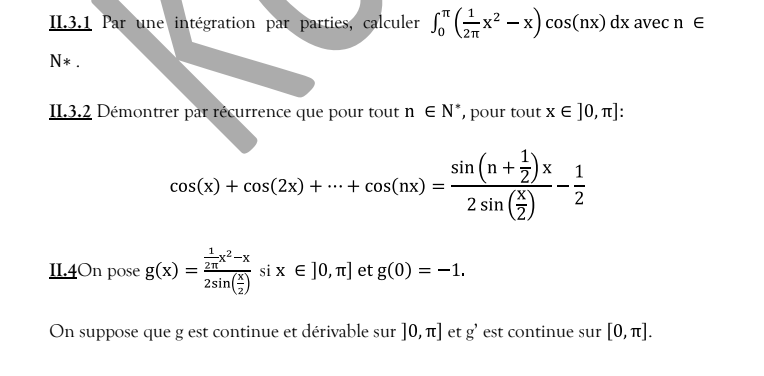 II.3.1 Par une intégration par parties, calculer ∫₀^π (1/2π x² − x) cos(nx) dx avec n ∈
N* .
II.3.2 Démontrer par récurrence que pour tout n ∈ N*, pour tout x ∈ ]0, π]:
cos(x) + cos(2x) + ⋯ + cos(nx) = sin(n + 1/2)x / 2 sin(x/2) − 1/2
II.4On pose g(x) = (1/2π x²−x) / 2sin(x/2) si x ∈ ]0, π] et g(0) = −1.
On suppose que g est continue et dérivable sur ]0, π] et g’ est continue sur [0, π].